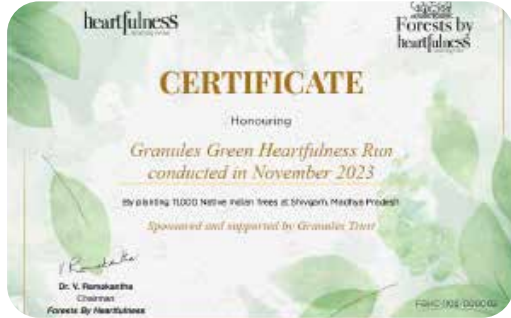 heartfulness
Forests by
heartfulness
CERTIFICATE
Honouring
Granules Green Heartfulness Run
conducted in November 2023
By planting 11,000 Native Indian Trees at Shivgarh, Madhya Pradesh
Sponsored and supported by Granules Trust
Dr. V. Ramakantha
Chairman
Forests By Heartfulness